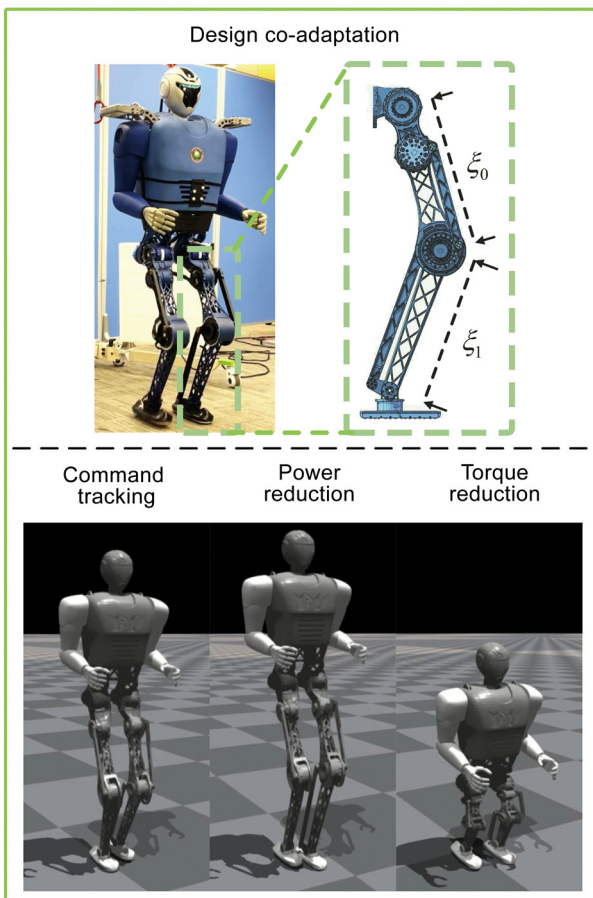 Design co-adaptation
ξ₀
ξ₁
Command
tracking
Power
reduction
Torque
reduction